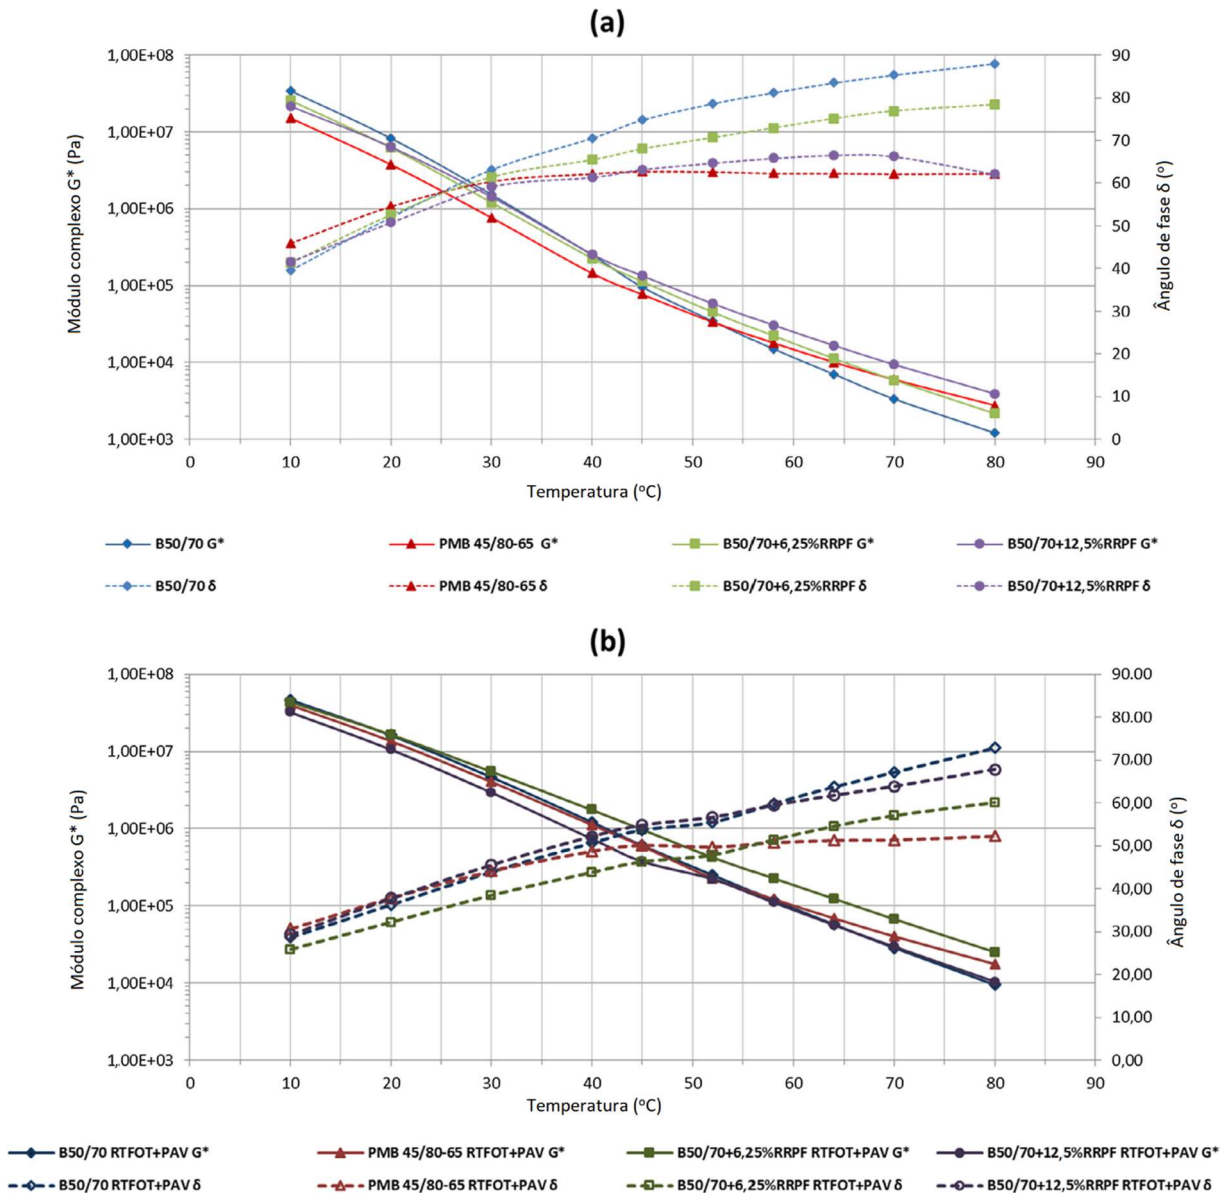 (a)
1,00E+08
1,00E+07
1,00E+06
1,00E+05
1,00E+04
1,00E+03
Módulo complexo G* (Pa)
90
80
70
60
50
40
30
20
10
0
Ângulo de fase δ (º)
0 10 20 30 40 50 60 70 80 90
Temperatura (ºC)
B50/70 G* PMB 45/80-65 G* B50/70+6,25%RRPF G* B50/70+12,5%RRPF G*
B50/70 δ PMB 45/80-65 δ B50/70+6,25%RRPF δ B50/70+12,5%RRPF δ
(b)
1,00E+08
1,00E+07
1,00E+06
1,00E+05
1,00E+04
1,00E+03
Módulo complexo G* (Pa)
90,00
80,00
70,00
60,00
50,00
40,00
30,00
20,00
10,00
0,00
Ângulo de fase δ (º)
0 10 20 30 40 50 60 70 80 90
Temperatura (ºC)
B50/70 RTFOT+PAV G* PMB 45/80-65 RTFOT+PAV G* B50/70+6,25%RRPF RTFOT+PAV G* B50/70+12,5%RRPF RTFOT+PAV G*
B50/70 RTFOT+PAV δ PMB 45/80-65 RTFOT+PAV δ B50/70+6,25%RRPF RTFOT+PAV δ B50/70+12,5%RRPF RTFOT+PAV δ